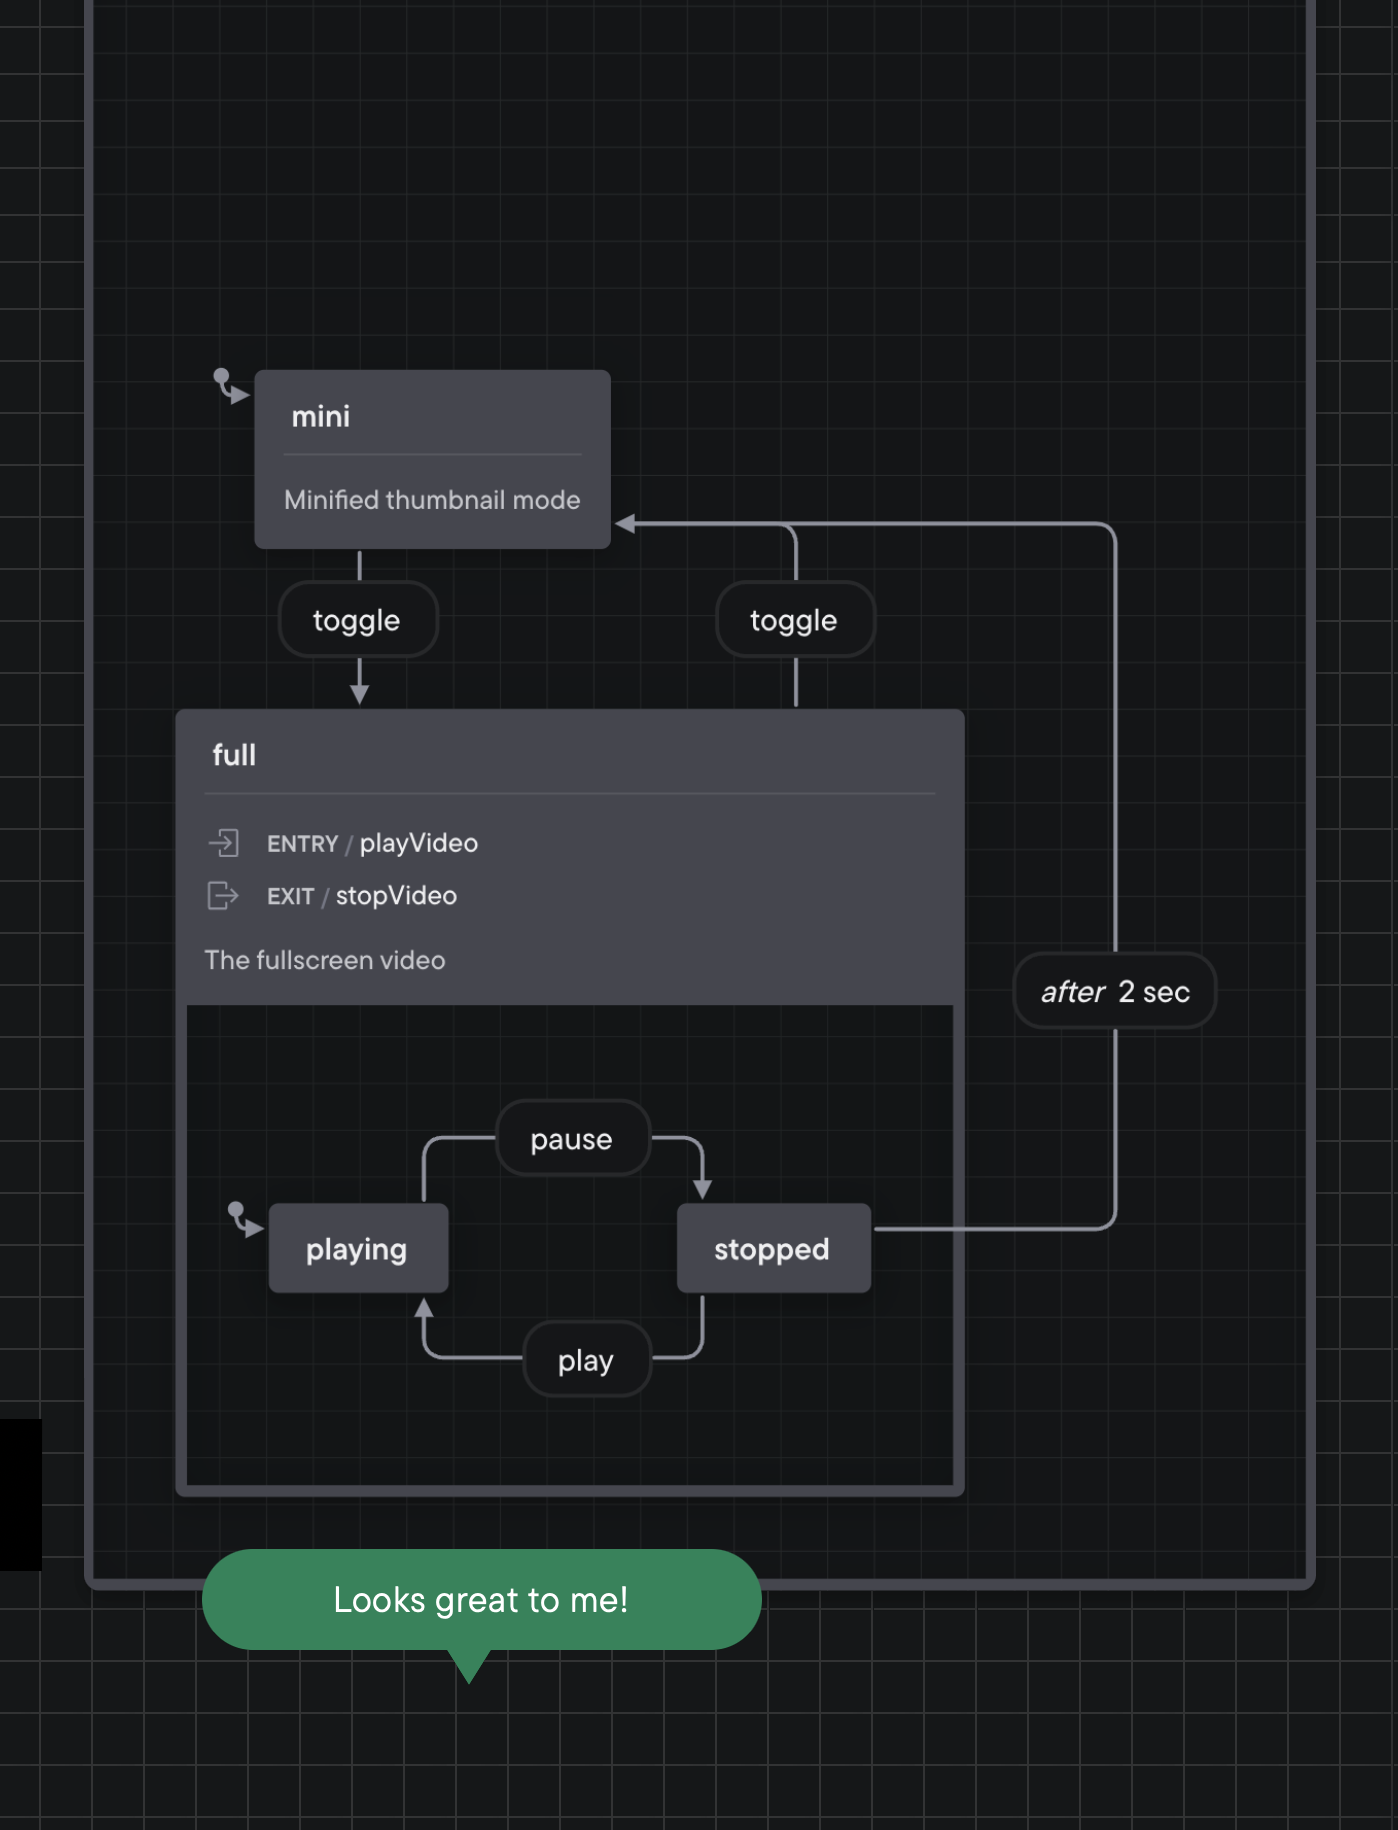 mini
Minified thumbnail mode
toggle
toggle
full
ENTRY / playVideo
EXIT / stopVideo
The fullscreen video
after 2 sec
pause
playing
stopped
play
Looks great to me!